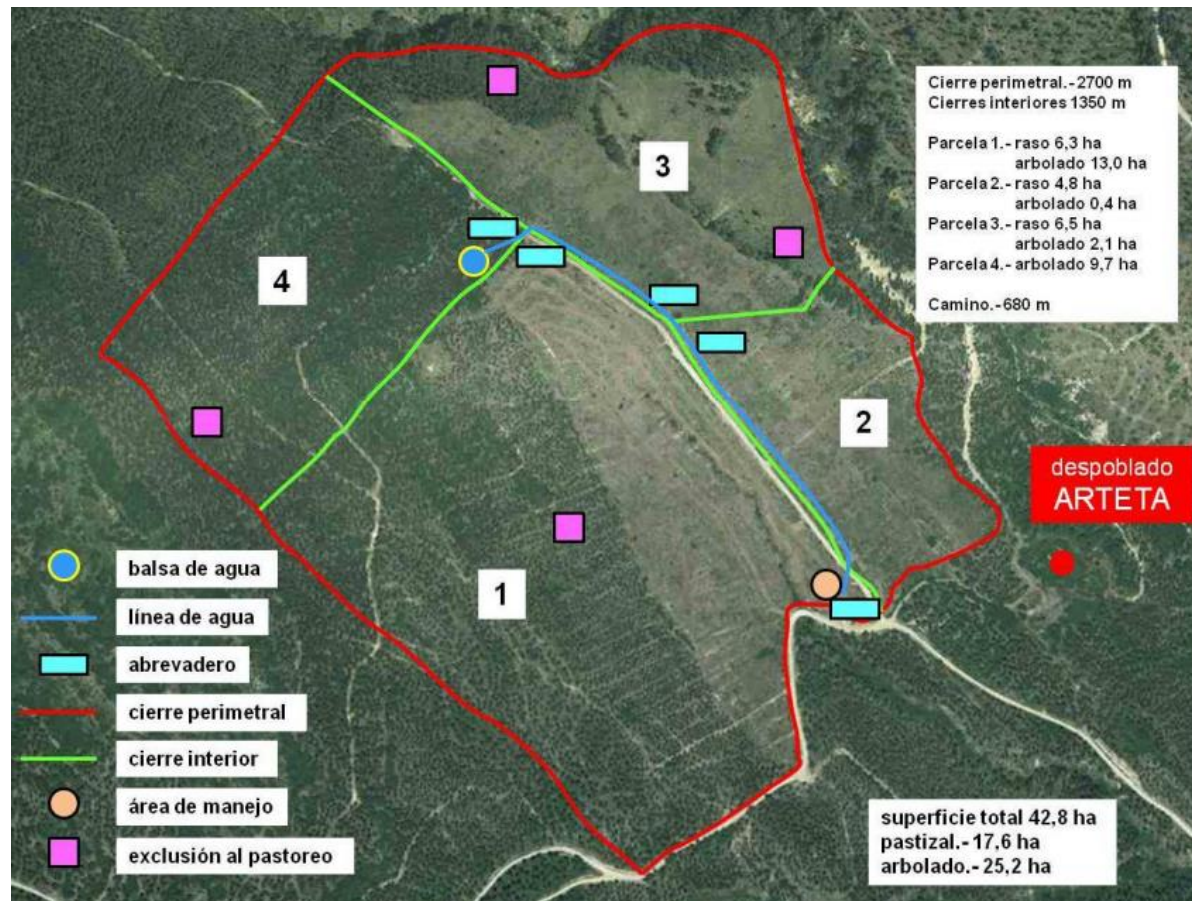 Cierre perimetral.-2700 m
Cierres interiores 1350 m
Parcela 1.- raso 6,3 ha
arbolado 13,0 ha
Parcela 2.- raso 4,8 ha
arbolado 0,4 ha
Parcela 3.- raso 6,5 ha
arbolado 2,1 ha
Parcela 4.- arbolado 9,7 ha
Camino.-680 m
3
4
2
despoblado
ARTETA
1
balsa de agua
línea de agua
abrevadero
cierre perimetral
cierre interior
área de manejo
exclusión al pastoreo
superficie total 42,8 ha
pastizal.- 17,6 ha
arbolado.- 25,2 ha